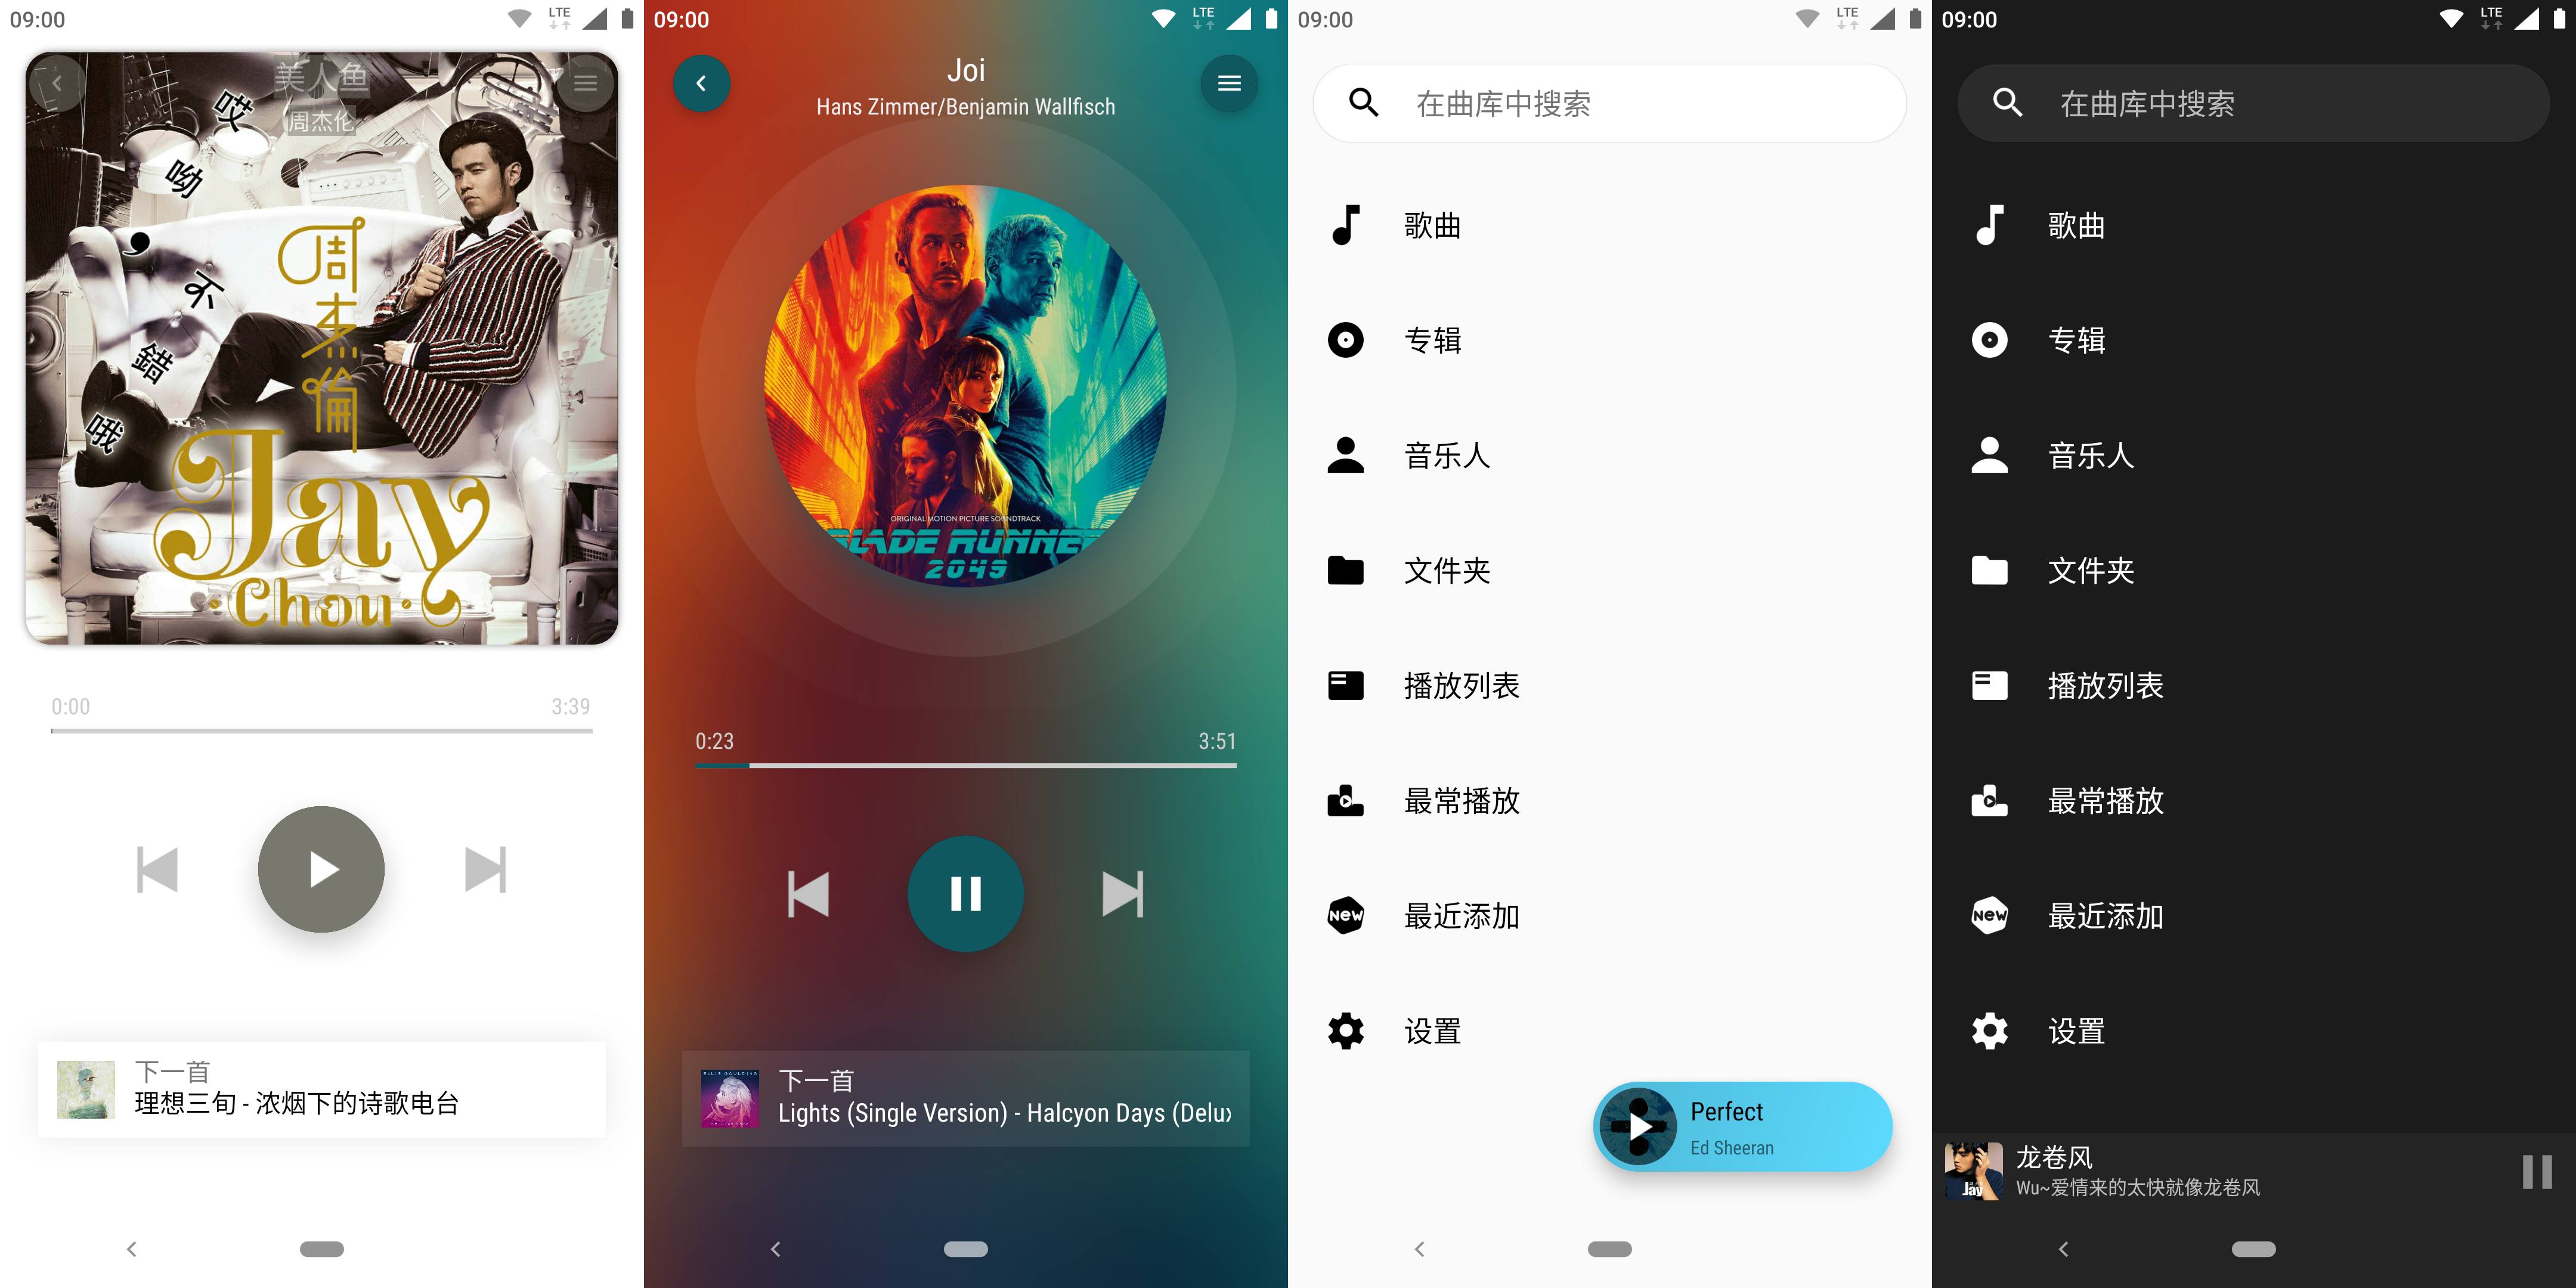 09:00
LTE
美人鱼
周杰伦
哎
呦
，
不
錯
哦
周杰倫
Jay
Chou
0:00
3:39
下一首
理想三旬 - 浓烟下的诗歌电台
09:00
LTE
Joi
Hans Zimmer/Benjamin Wallfisch
ORIGINAL MOTION PICTURE SOUNDTRACK
BLADE RUNNER
2049
0:23
3:51
下一首
Lights (Single Version) - Halcyon Days (Delux
09:00
LTE
在曲库中搜索
歌曲
专辑
音乐人
文件夹
播放列表
最常播放
NEW
最近添加
设置
Perfect
Ed Sheeran
09:00
LTE
在曲库中搜索
歌曲
专辑
音乐人
文件夹
播放列表
最常播放
NEW
最近添加
设置
龙卷风
Jay
Wu~爱情来的太快就像龙卷风